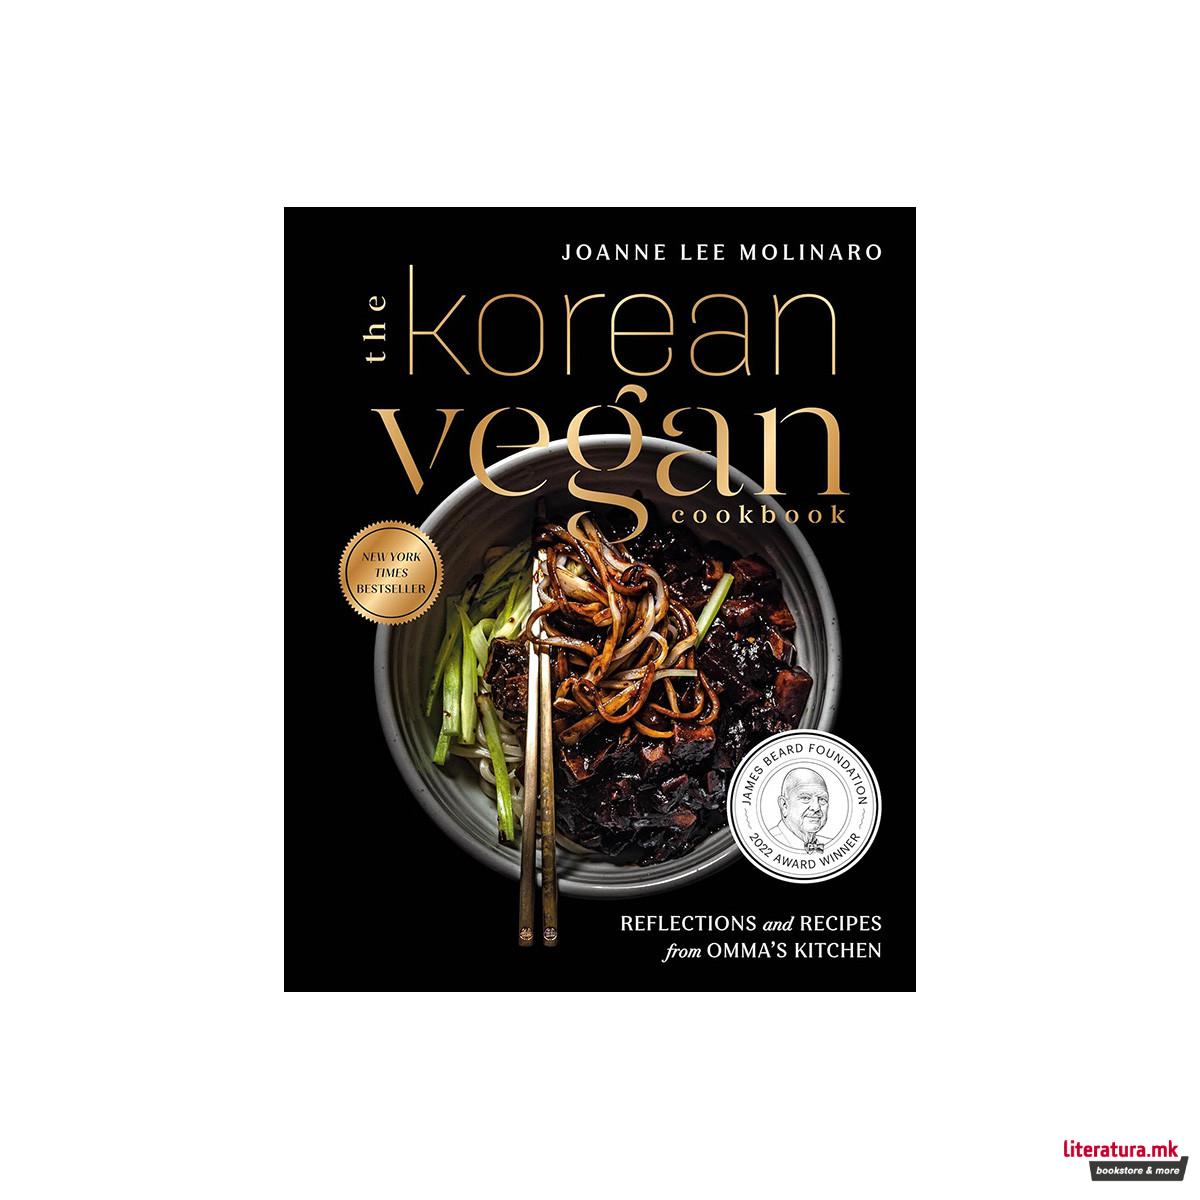 JOANNE LEE MOLINARO
the
korean
vegan
cookbook
NEW YORK
TIMES
BESTSELLER
JAMES BEARD FOUNDATION
2022 AWARD WINNER
REFLECTIONS and RECIPES
from OMMA'S KITCHEN
literatura.mk
bookstore & more